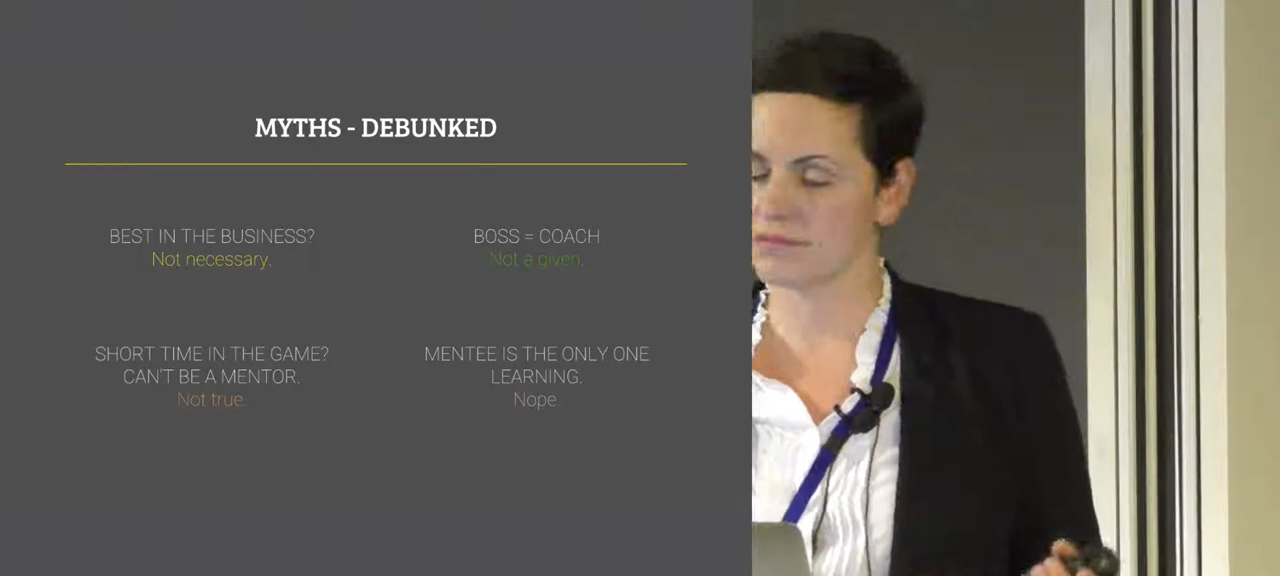 MYTHS - DEBUNKED
BEST IN THE BUSINESS?
Not necessary.
BOSS = COACH
Not a given.
SHORT TIME IN THE GAME?
CAN'T BE A MENTOR.
Not true.
MENTEE IS THE ONLY ONE
LEARNING.
Nope.